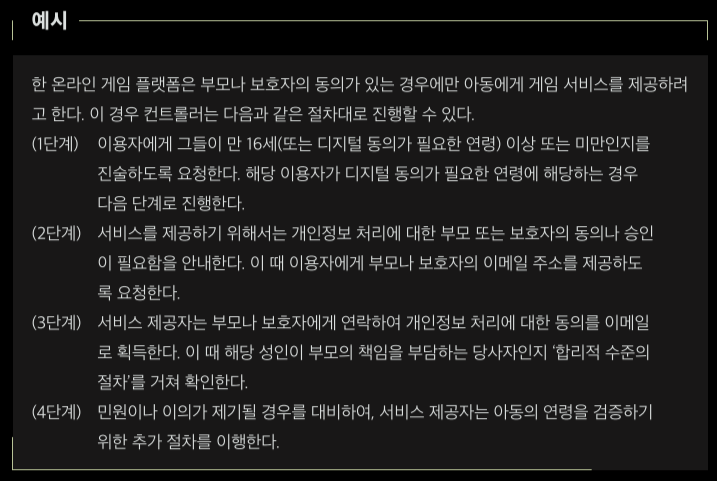 예시
한 온라인 게임 플랫폼은 부모나 보호자의 동의가 있는 경우에만 아동에게 게임 서비스를 제공하려
고 한다. 이 경우 컨트롤러는 다음과 같은 절차대로 진행할 수 있다.
(1단계) 이용자에게 그들이 만 16세(또는 디지털 동의가 필요한 연령) 이상 또는 미만인지를
진술하도록 요청한다. 해당 이용자가 디지털 동의가 필요한 연령에 해당하는 경우
다음 단계로 진행한다.
(2단계) 서비스를 제공하기 위해서는 개인정보 처리에 대한 부모 또는 보호자의 동의나 승인
이 필요함을 안내한다. 이 때 이용자에게 부모나 보호자의 이메일 주소를 제공하도
록 요청한다.
(3단계) 서비스 제공자는 부모나 보호자에게 연락하여 개인정보 처리에 대한 동의를 이메일
로 획득한다. 이 때 해당 성인이 부모의 책임을 부담하는 당사자인지 ‘합리적 수준의
절차’를 거쳐 확인한다.
(4단계) 민원이나 이의가 제기될 경우를 대비하여, 서비스 제공자는 아동의 연령을 검증하기
위한 추가 절차를 이행한다.